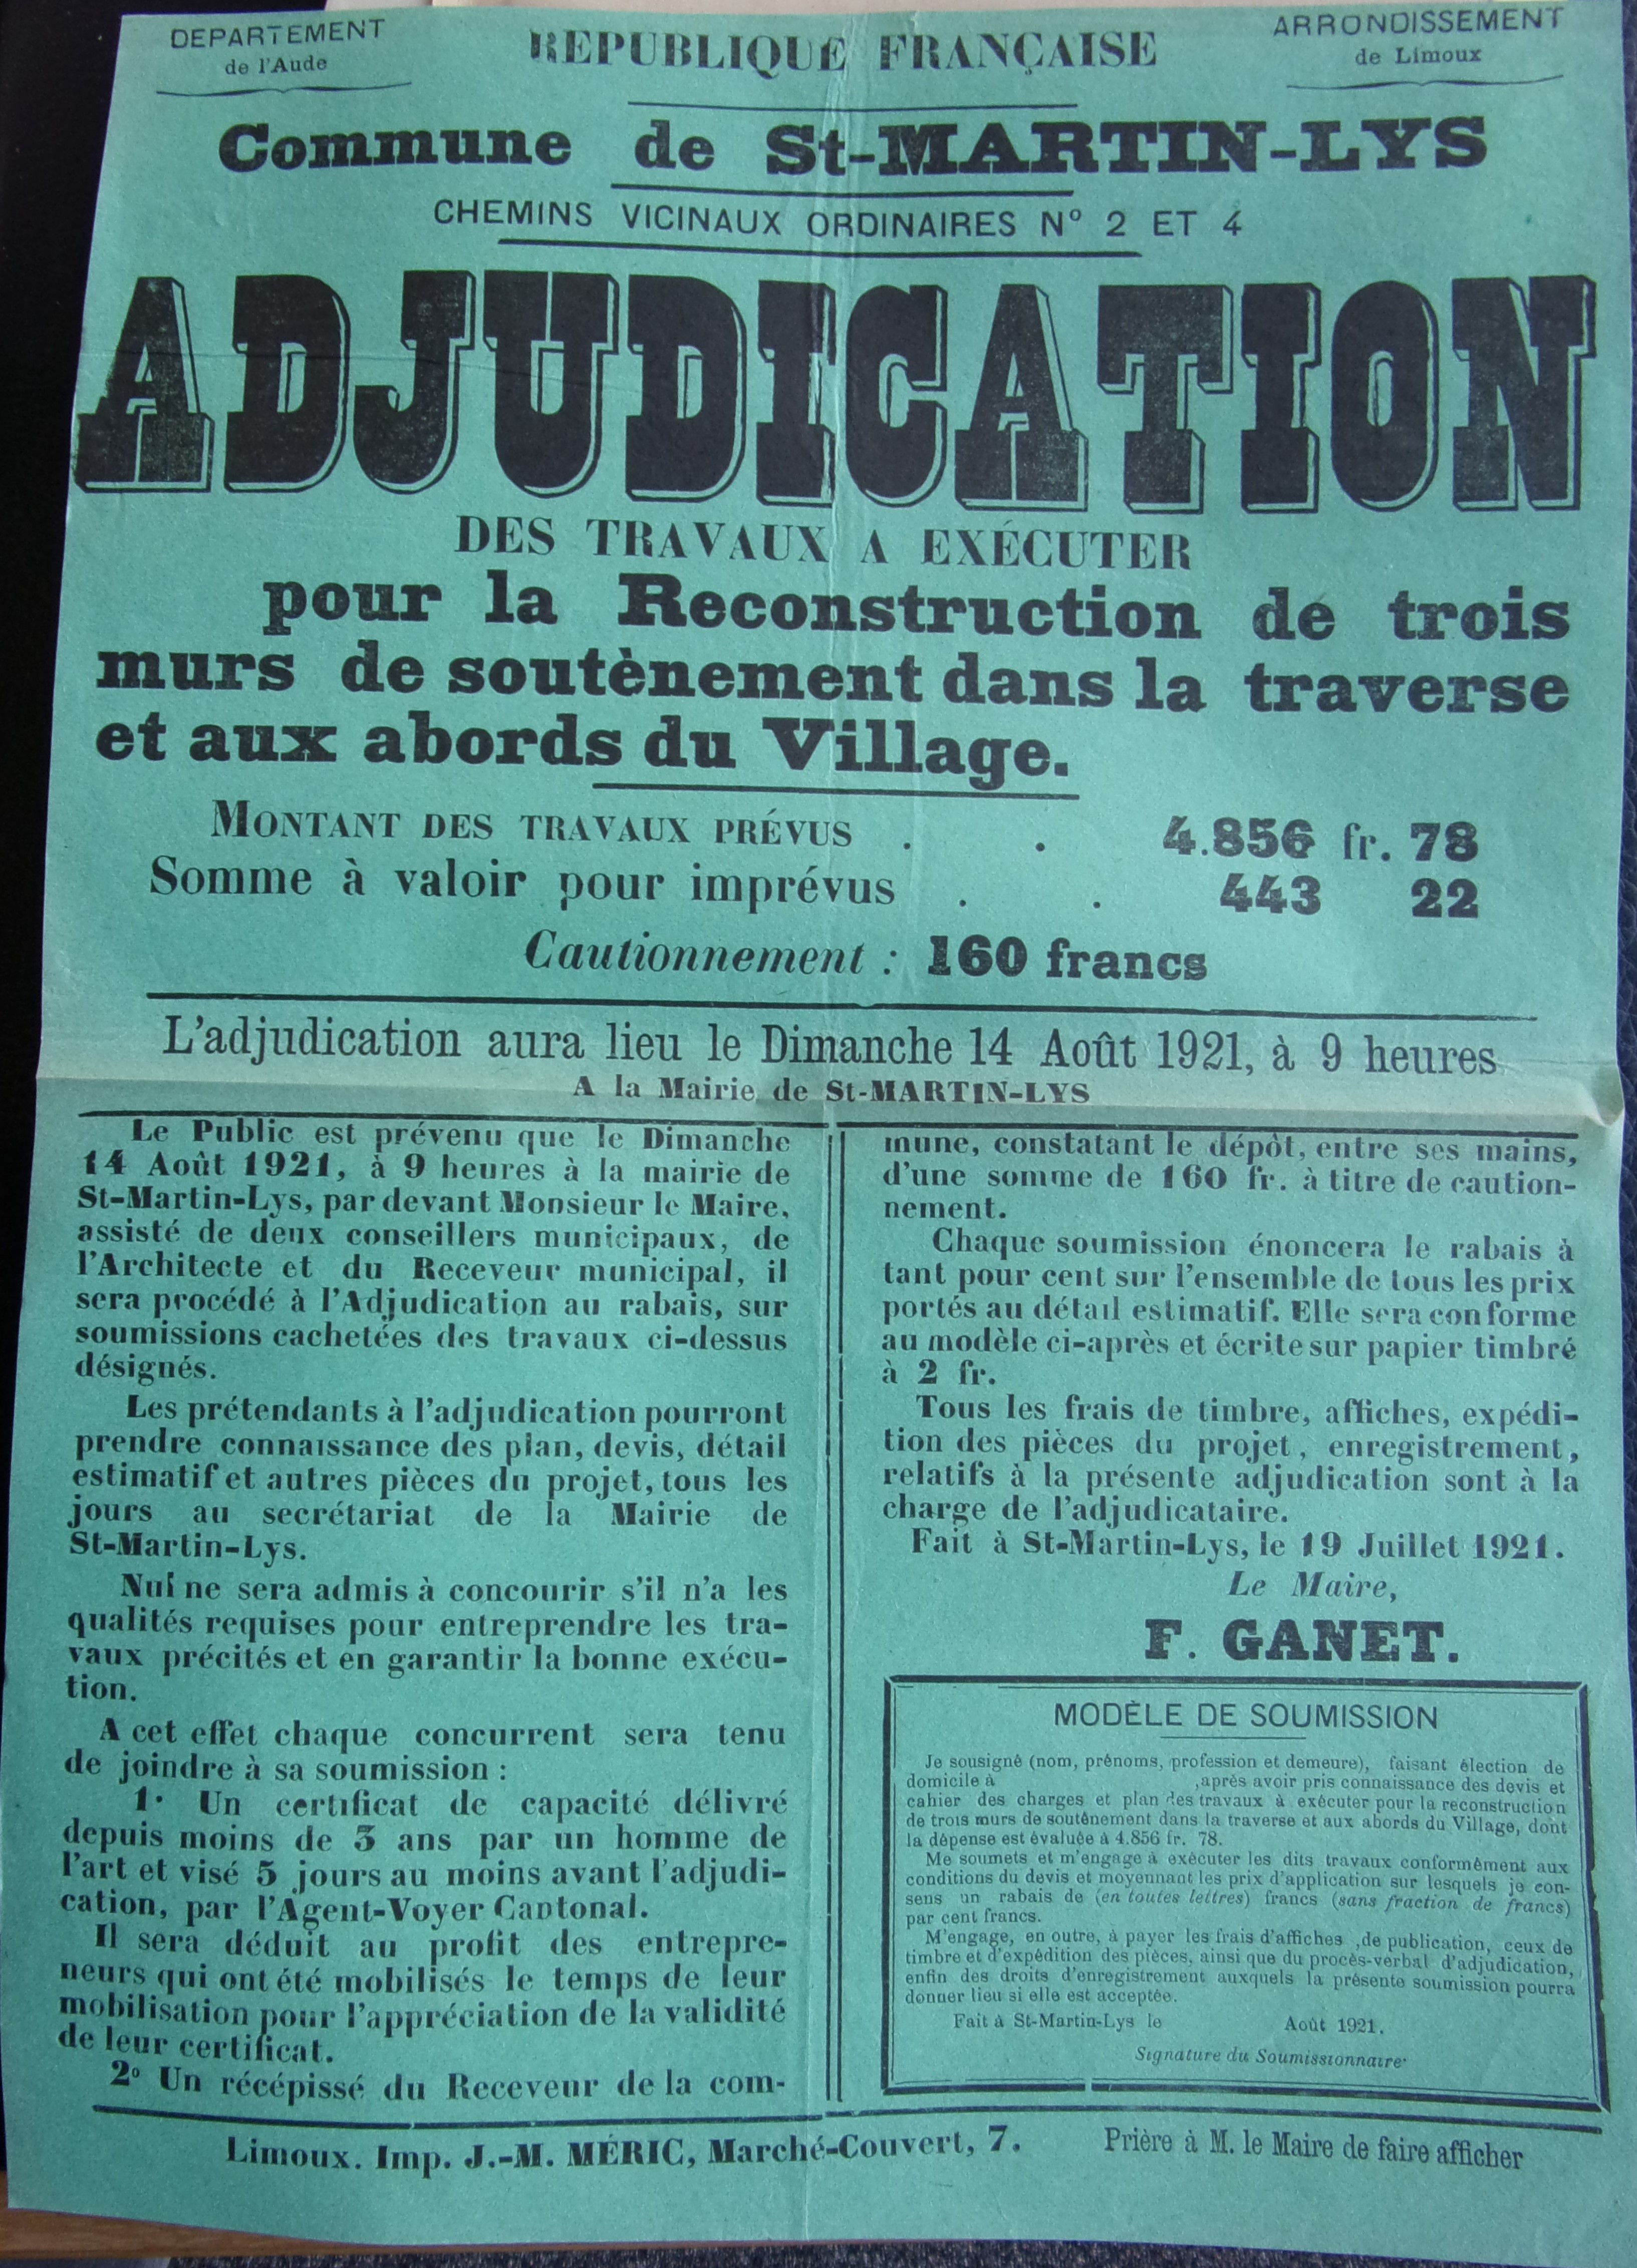 DEPARTEMENT
de l'Aude
REPUBLIQUE FRANÇAISE
ARRONDISSEMENT
de Limoux
Commune de St-MARTIN-LYS
CHEMINS VICINAUX ORDINAIRES Nº 2 ET 4
ADJUDICATION
DES TRAVAUX A EXÉCUTER
pour la Reconstruction de trois
murs de soutènement dans la traverse
et aux abords du Village.
MONTANT DES TRAVAUX PRÉVUS . . 4.856 fr. 78
Somme à valoir pour imprévus . . 443 22
Cautionnement : 160 francs
L'adjudication aura lieu le Dimanche 14 Août 1921, à 9 heures
A la Mairie de St-MARTIN-LYS
Le Public est prévenu que le Dimanche
14 Août 1921, à 9 heures à la mairie de
St-Martin-Lys, par devant Monsieur le Maire,
assisté de deux conseillers municipaux, de
l'Architecte et du Receveur municipal, il
sera procédé à l'Adjudication au rabais, sur
soumissions cachetées des travaux ci-dessus
désignés.
Les prétendants à l'adjudication pourront
prendre connaissance des plan, devis, détail
estimatif et autres pièces du projet, tous les
jours au secrétariat de la Mairie de
St-Martin-Lys.
Nul ne sera admis à concourir s'il n'a les
qualités requises pour entreprendre les tra-
vaux précités et en garantir la bonne exécu-
tion.
A cet effet chaque concurrent sera tenu
de joindre à sa soumission :
1· Un certificat de capacité délivré
depuis moins de 3 ans par un homme de
l'art et visé 5 jours au moins avant l'adjudi-
cation, par l'Agent-Voyer Cantonal.
Il sera déduit au profit des entrepre-
neurs qui ont été mobilisés le temps de leur
mobilisation pour l'appréciation de la validité
de leur certificat.
2º Un récépissé du Receveur de la com-
mune, constatant le dépôt, entre ses mains,
d'une somme de 160 fr. à titre de caution-
nement.
Chaque soumission énoncera le rabais à
tant pour cent sur l'ensemble de tous les prix
portés au détail estimatif. Elle sera conforme
au modèle ci-après et écrite sur papier timbré
à 2 fr.
Tous les frais de timbre, affiches, expédi-
tion des pièces du projet, enregistrement,
relatifs à la présente adjudication sont à la
charge de l'adjudicataire.
Fait à St-Martin-Lys, le 19 Juillet 1921.
Le Maire,
F. GANET.
MODÈLE DE SOUMISSION
Je sousigné (nom, prénoms, profession et demeure), faisant élection de
domicile à ,après avoir pris connaissance des devis et
cahier des charges et plan des travaux à exécuter pour la reconstruction
de trois murs de soutènement dans la traverse et aux abords du Village, dont
la dépense est évaluée à 4.856 fr. 78.
Me soumets et m'engage à exécuter les dits travaux conformément aux
conditions du devis et moyennant les prix d'application sur lesquels je con-
sens un rabais de (en toutes lettres) francs (sans fraction de francs)
par cent francs.
M'engage, en outre, à payer les frais d'affiches ,de publication, ceux de
timbre et d'expédition des pièces, ainsi que du procès-verbal d'adjudication,
enfin des droits d'enregistrement auxquels la présente soumission pourra
donner lieu si elle est acceptée.
Fait à St-Martin-Lys le Août 1921.
Signature du Soumissionnaire
Limoux. Imp. J.-M. MÉRIC, Marché-Couvert, 7. Prière à M. le Maire de faire afficher